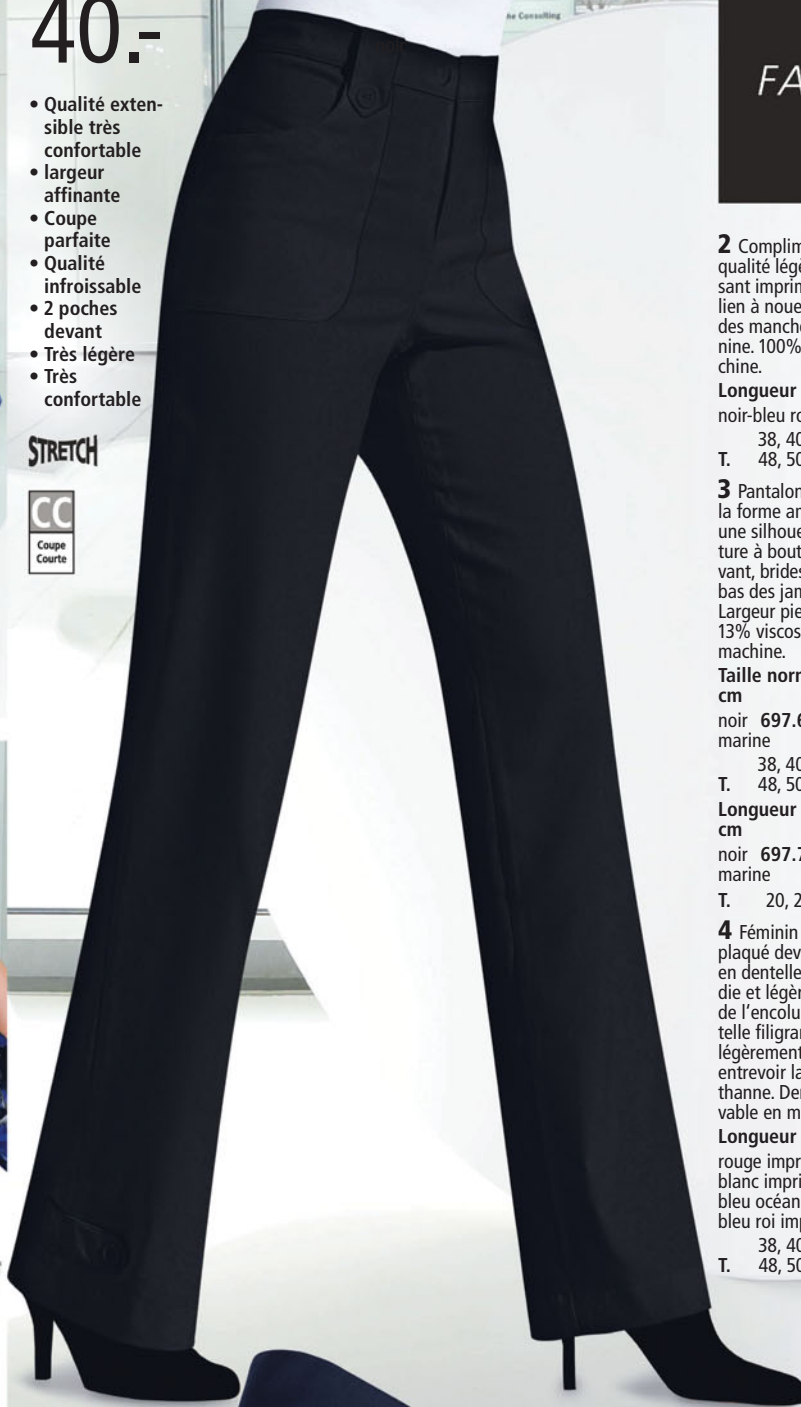 40.-
• Qualité exten-
sible très
confortable
• largeur
affinante
• Coupe
parfaite
• Qualité
infroissable
• 2 poches
devant
• Très légère
• Très
confortable
STRETCH
CC
Coupe
Courte
he Consulting
FA
2 Complim
qualité légè
sant imprim
lien à noue
des manche
nine. 100%
chine.
Longueur
noir-bleu ro
38, 40
T. 48, 50
3 Pantalon
la forme an
une silhoue
ture à bout
vant, brides
bas des jam
Largeur pie
13% viscos
machine.
Taille norm
cm
noir 697.6
marine
38, 40
T. 48, 50
Longueur
cm
noir 697.7
marine
T. 20, 2
4 Féminin
plaqué dev
en dentelle
die et légèr
de l'encolu
telle filigran
légèrement
entrevoir la
thanne. Den
vable en m
Longueur
rouge impr
blanc impri
bleu océan
bleu roi imp
38, 40
T. 48, 50